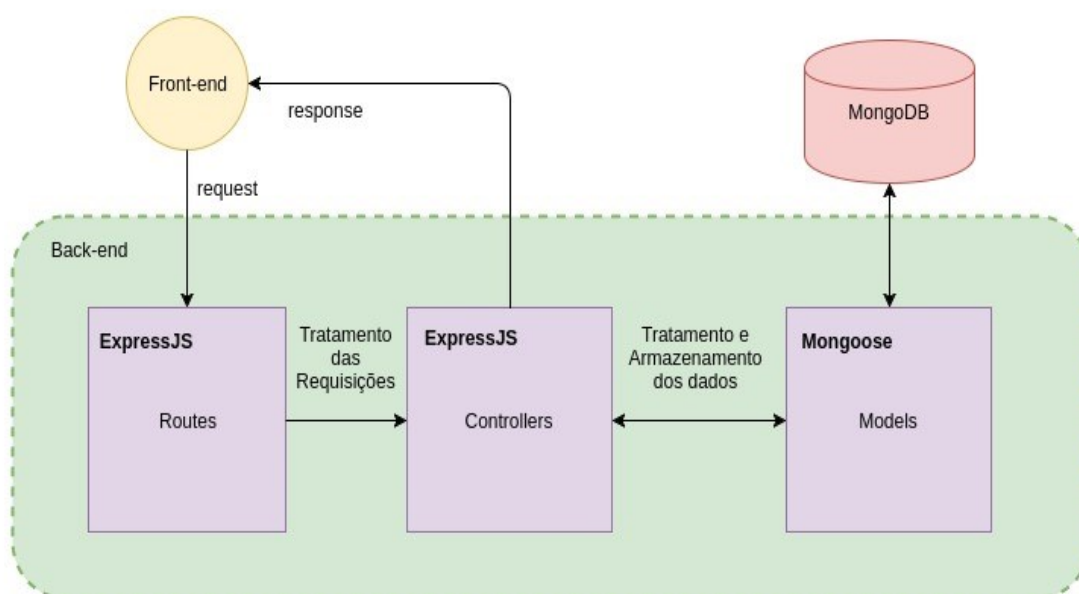 Front-end
response
MongoDB
request
Back-end
ExpressJS
Routes
Tratamento
das
Requisições
ExpressJS
Controllers
Tratamento e
Armazenamento
dos dados
Mongoose
Models